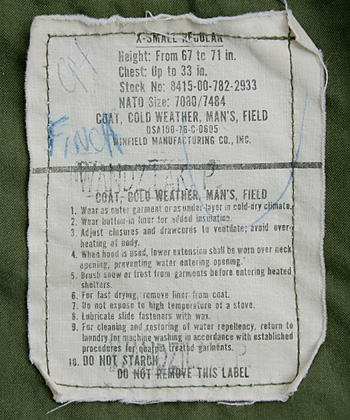 X-SMALL REGULAR
Height: From 67 to 71 in.
Chest: Up to 33 in.
Stock No: 8415-00-782-2933
NATO Size: 7080/7484
COAT, COLD WEATHER, MAN'S, FIELD
DSA100-76-C-0605
WINFIELD MANUFACTURING CO., INC.
FINCH
COAT, COLD WEATHER, MAN'S, FIELD
1. Wear as outer garment or as under-layer in cold-dry climate.
2. Wear button-in liner for added insulation.
3. Adjust closures and drawcords to ventilate; avoid over-
heating of body.
4. When hood is used, lower extension shall be worn over neck
opening, preventing water entering opening.
5. Brush snow or frost from garments before entering heated
shelters.
6. For fast drying, remove liner from coat.
7. Do not expose to high temperature of a stove.
8. Lubricate slide fasteners with wax.
9. For cleaning and restoring of water repellency, return to
laundry for machine washing in accordance with established
procedures for quarpel treated garments.
10. DO NOT STARCH
DO NOT REMOVE THIS LABEL